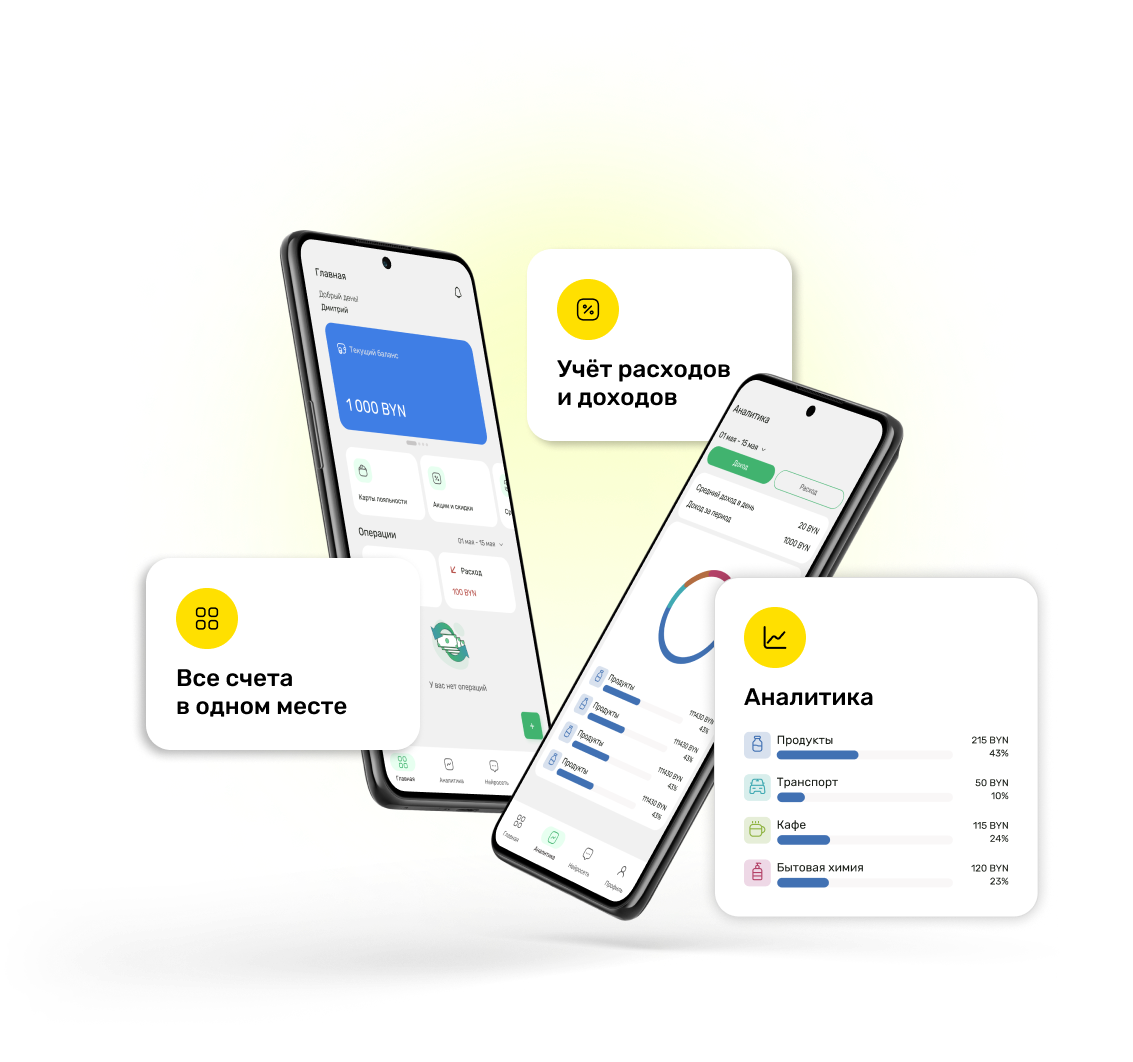 Главная
Добрый день!
Дмитрий
Текущий баланс
1 000 BYN
Карты лояльности
Акции и скидки
Ср
Операции
01 мая - 15 мая
Расход
100 BYN
У вас нет операций
Главная
Аналитика
Нейросеть
Учёт расходов
и доходов
Все счета
в одном месте
Аналитика
01 мая - 15 мая
Доход
Расход
Средний доход в день
20 BYN
Доход за период
1000 BYN
Продукты
111430 BYN
43%
Продукты
111430 BYN
43%
Продукты
111430 BYN
43%
Продукты
111430 BYN
43%
Главная
Аналитика
Нейросеть
Профиль
Аналитика
Продукты
215 BYN
43%
Транспорт
50 BYN
10%
Кафе
115 BYN
24%
Бытовая химия
120 BYN
23%